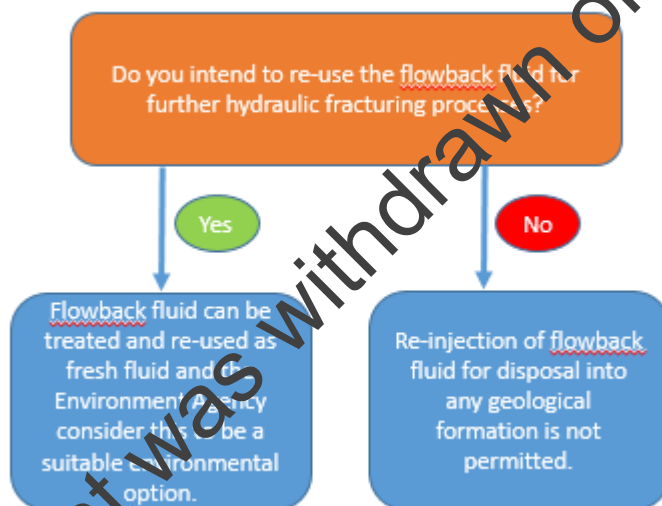 Do you intend to re-use the flowback fluid for
further hydraulic fracturing processes?
Yes
No
Flowback fluid can be
treated and re-used as
fresh fluid and the
Environment Agency
consider this to be a
suitable environmental
option.
Re-injection of flowback
fluid for disposal into
any geological
formation is not
permitted.
was withdrawn